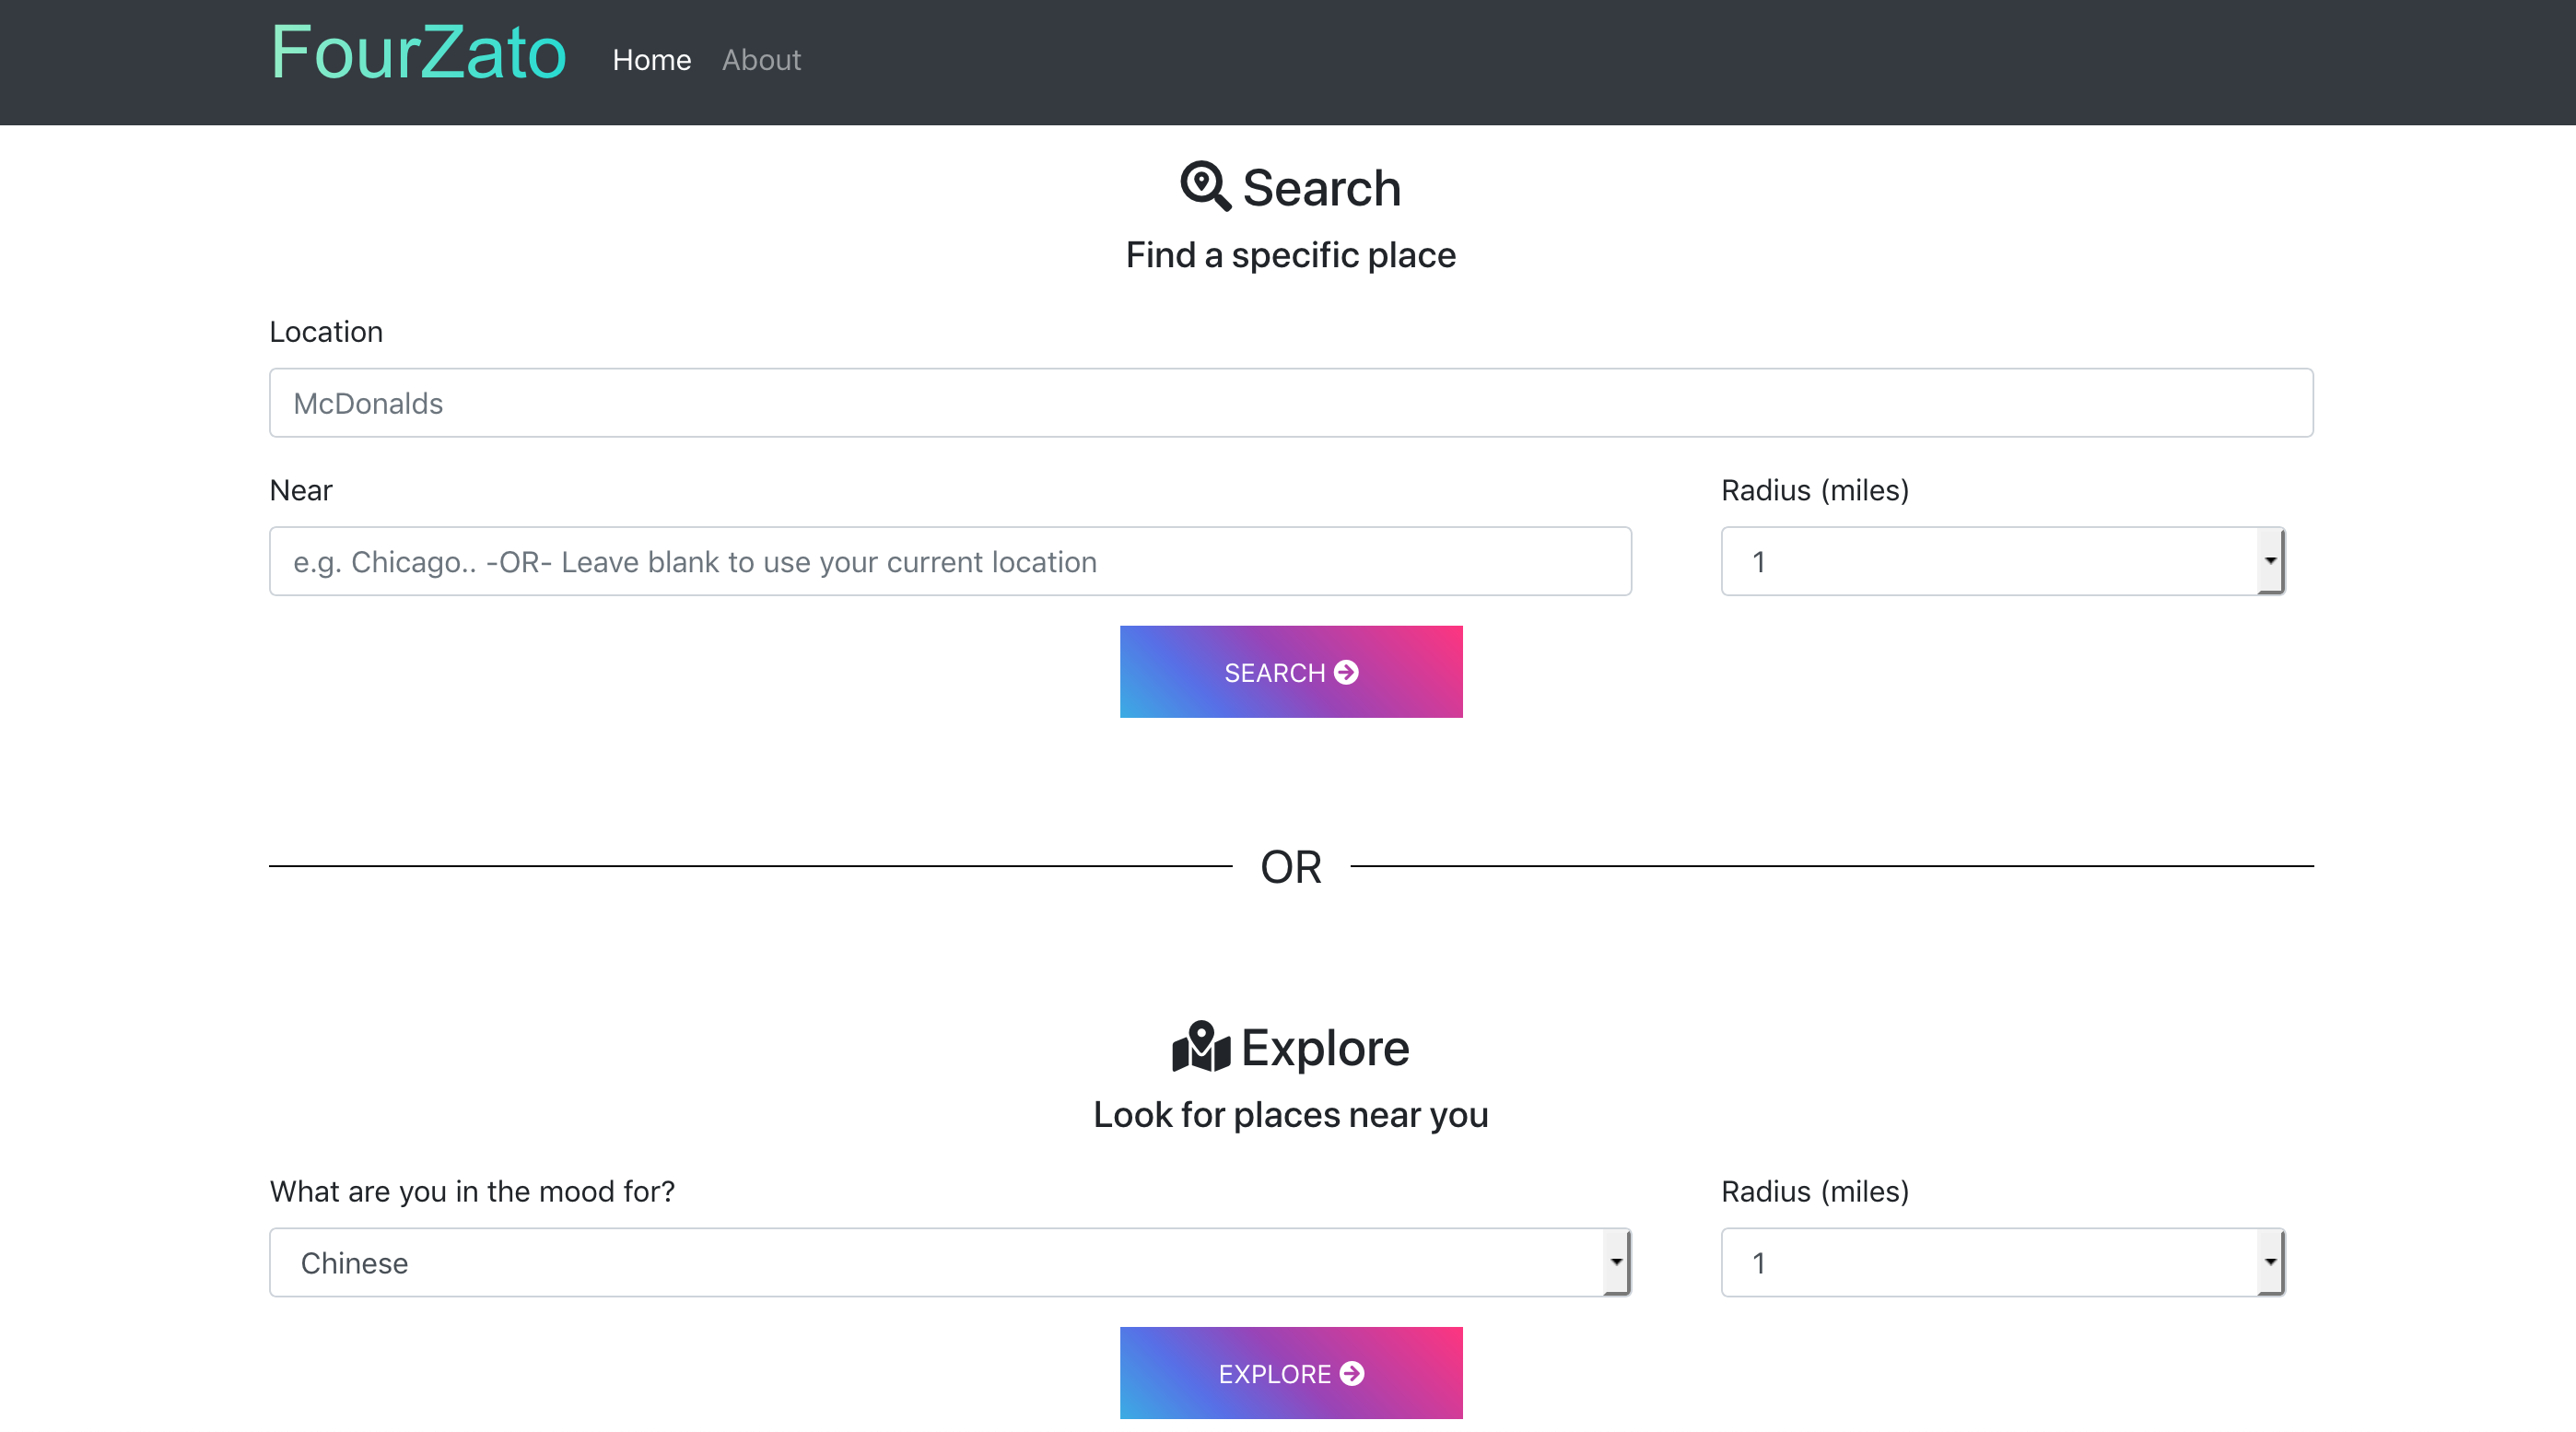 FourZato Home About
Search
Find a specific place
Location
McDonalds
Near Radius (miles)
e.g. Chicago.. -OR- Leave blank to use your current location 1
SEARCH
OR
Explore
Look for places near you
What are you in the mood for? Radius (miles)
Chinese 1
EXPLORE